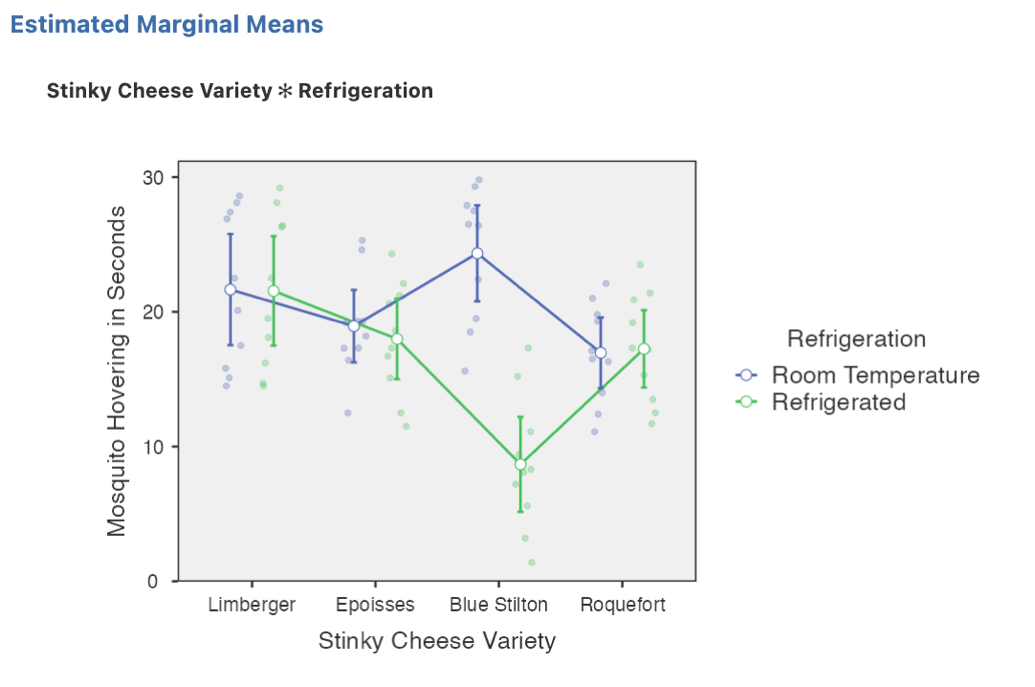 Estimated Marginal Means
Stinky Cheese Variety ✻ Refrigeration
30
20
10
0
Mosquito Hovering in Seconds
Limberger Epoisses Blue Stilton Roquefort
Stinky Cheese Variety
Refrigeration
Room Temperature
Refrigerated